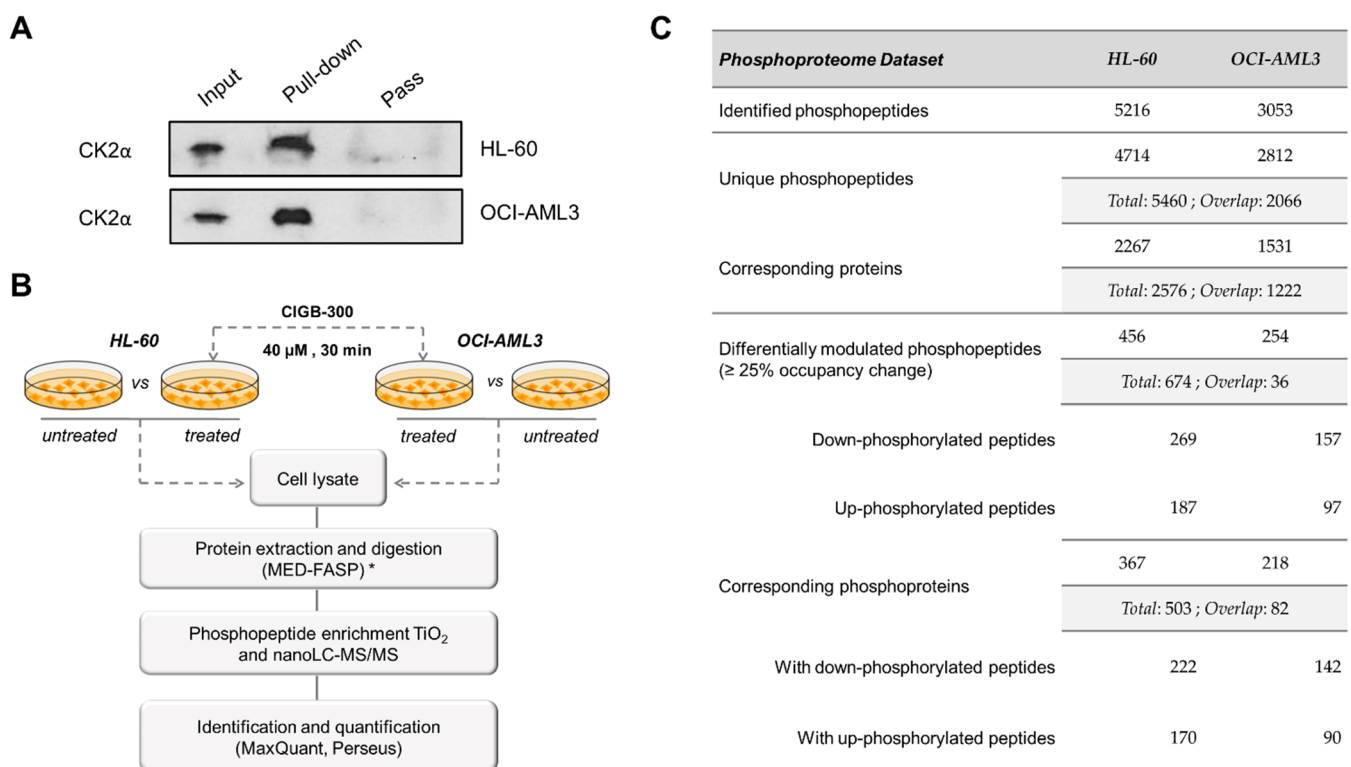 A
Input
Pull-down
Pass
CK2α
HL-60
CK2α
OCI-AML3
B
CIGB-300
HL-60
40 µM , 30 min
OCI-AML3
vs
vs
untreated
treated
treated
untreated
Cell lysate
Protein extraction and digestion
(MED-FASP) *
Phosphopeptide enrichment TiO₂
and nanoLC-MS/MS
Identification and quantification
(MaxQuant, Perseus)
C
Phosphoproteome Dataset HL-60 OCI-AML3
Identified phosphopeptides 5216 3053
4714 2812
Unique phosphopeptides
Total: 5460 ; Overlap: 2066
2267 1531
Corresponding proteins
Total: 2576 ; Overlap: 1222
456 254
Differentially modulated phosphopeptides
(≥ 25% occupancy change)
Total: 674 ; Overlap: 36
Down-phosphorylated peptides 269 157
Up-phosphorylated peptides 187 97
367 218
Corresponding phosphoproteins
Total: 503 ; Overlap: 82
With down-phosphorylated peptides 222 142
With up-phosphorylated peptides 170 90